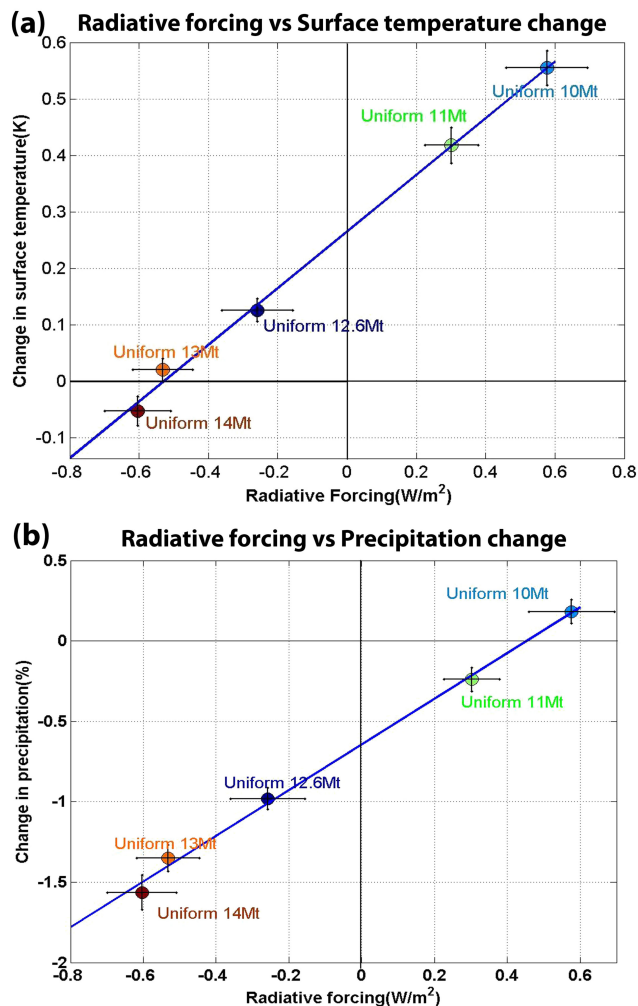 (a) Radiative forcing vs Surface temperature change
0.6
0.5
0.4
0.3
0.2
0.1
0
-0.1
Change in surface temperature(K)
Uniform 10Mt
Uniform 11Mt
Uniform 12.6Mt
Uniform 13Mt
Uniform 14Mt
-0.8 -0.6 -0.4 -0.2 0 0.2 0.4 0.6 0.8
Radiative Forcing(W/m²)
(b) Radiative forcing vs Precipitation change
0.5
0
-0.5
-1
-1.5
-2
Change in precipitation(%)
Uniform 10Mt
Uniform 11Mt
Uniform 12.6Mt
Uniform 13Mt
Uniform 14Mt
-0.8 -0.6 -0.4 -0.2 0 0.2 0.4 0.6
Radiative forcing(W/m²)